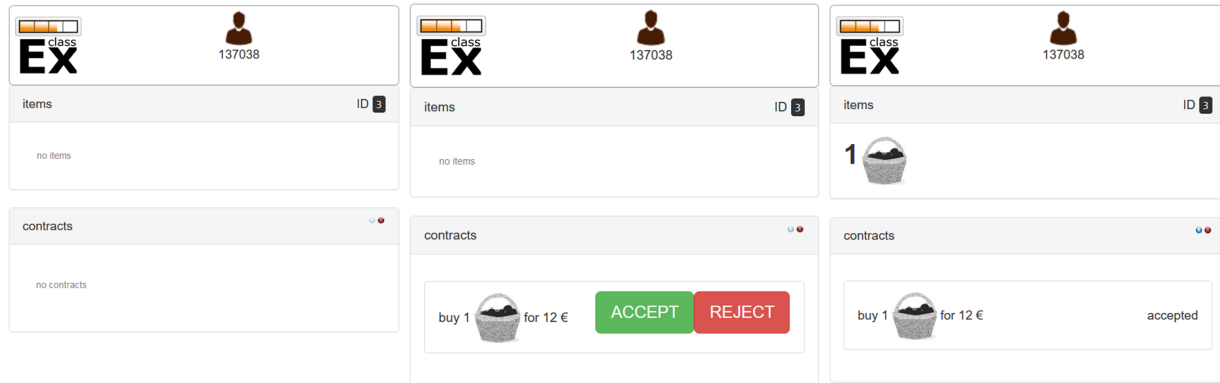 class
Ex
137038
items
ID 3
no items
contracts
no contracts
class
Ex
137038
items
ID 3
no items
contracts
buy 1 for 12 €
ACCEPT
REJECT
class
Ex
137038
items
ID 3
1
contracts
buy 1 for 12 €
accepted